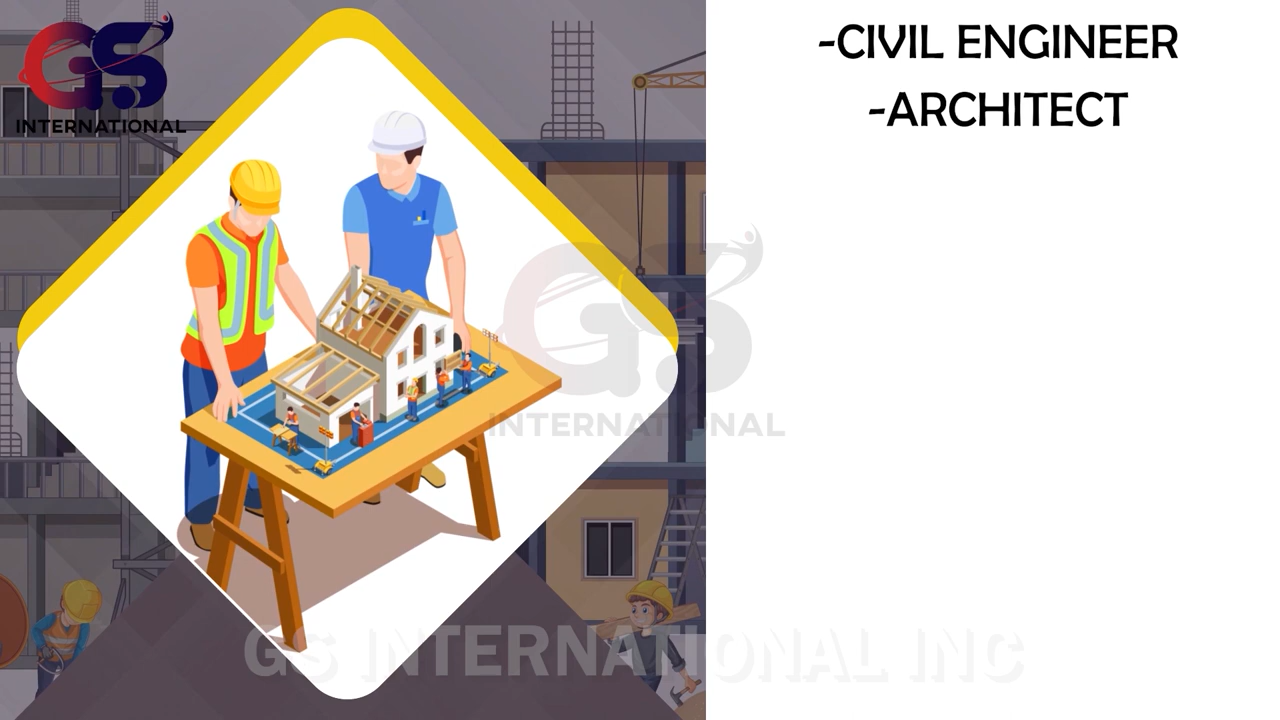 GS
INTERNATIONAL
-CIVIL ENGINEER
-ARCHITECT
GS
INTERNATIONAL
GS INTERNATIONAL INC